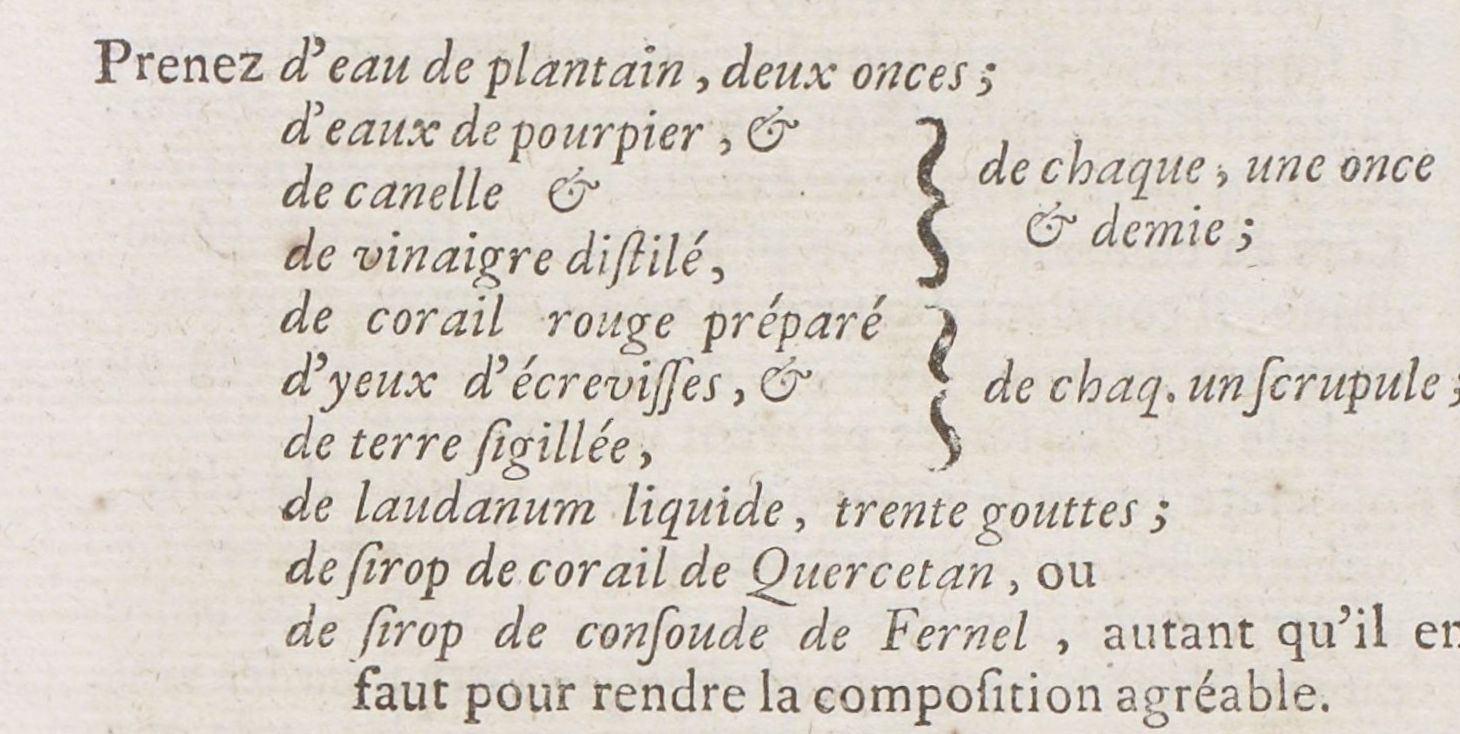 Prenez d'eau de plantain, deux onces;
d'eaux de pourpier, &
de canelle &
de vinaigre diſtilé,
} de chaque, une once
& demie;
de corail rouge préparé
d'yeux d'écreviſſes, &
de terre ſigillée,
} de chaq. un ſcrupule;
de laudanum liquide, trente gouttes;
de ſirop de corail de Quercetan, ou
de ſirop de conſoude de Fernel, autant qu'il en
faut pour rendre la compoſition agréable.